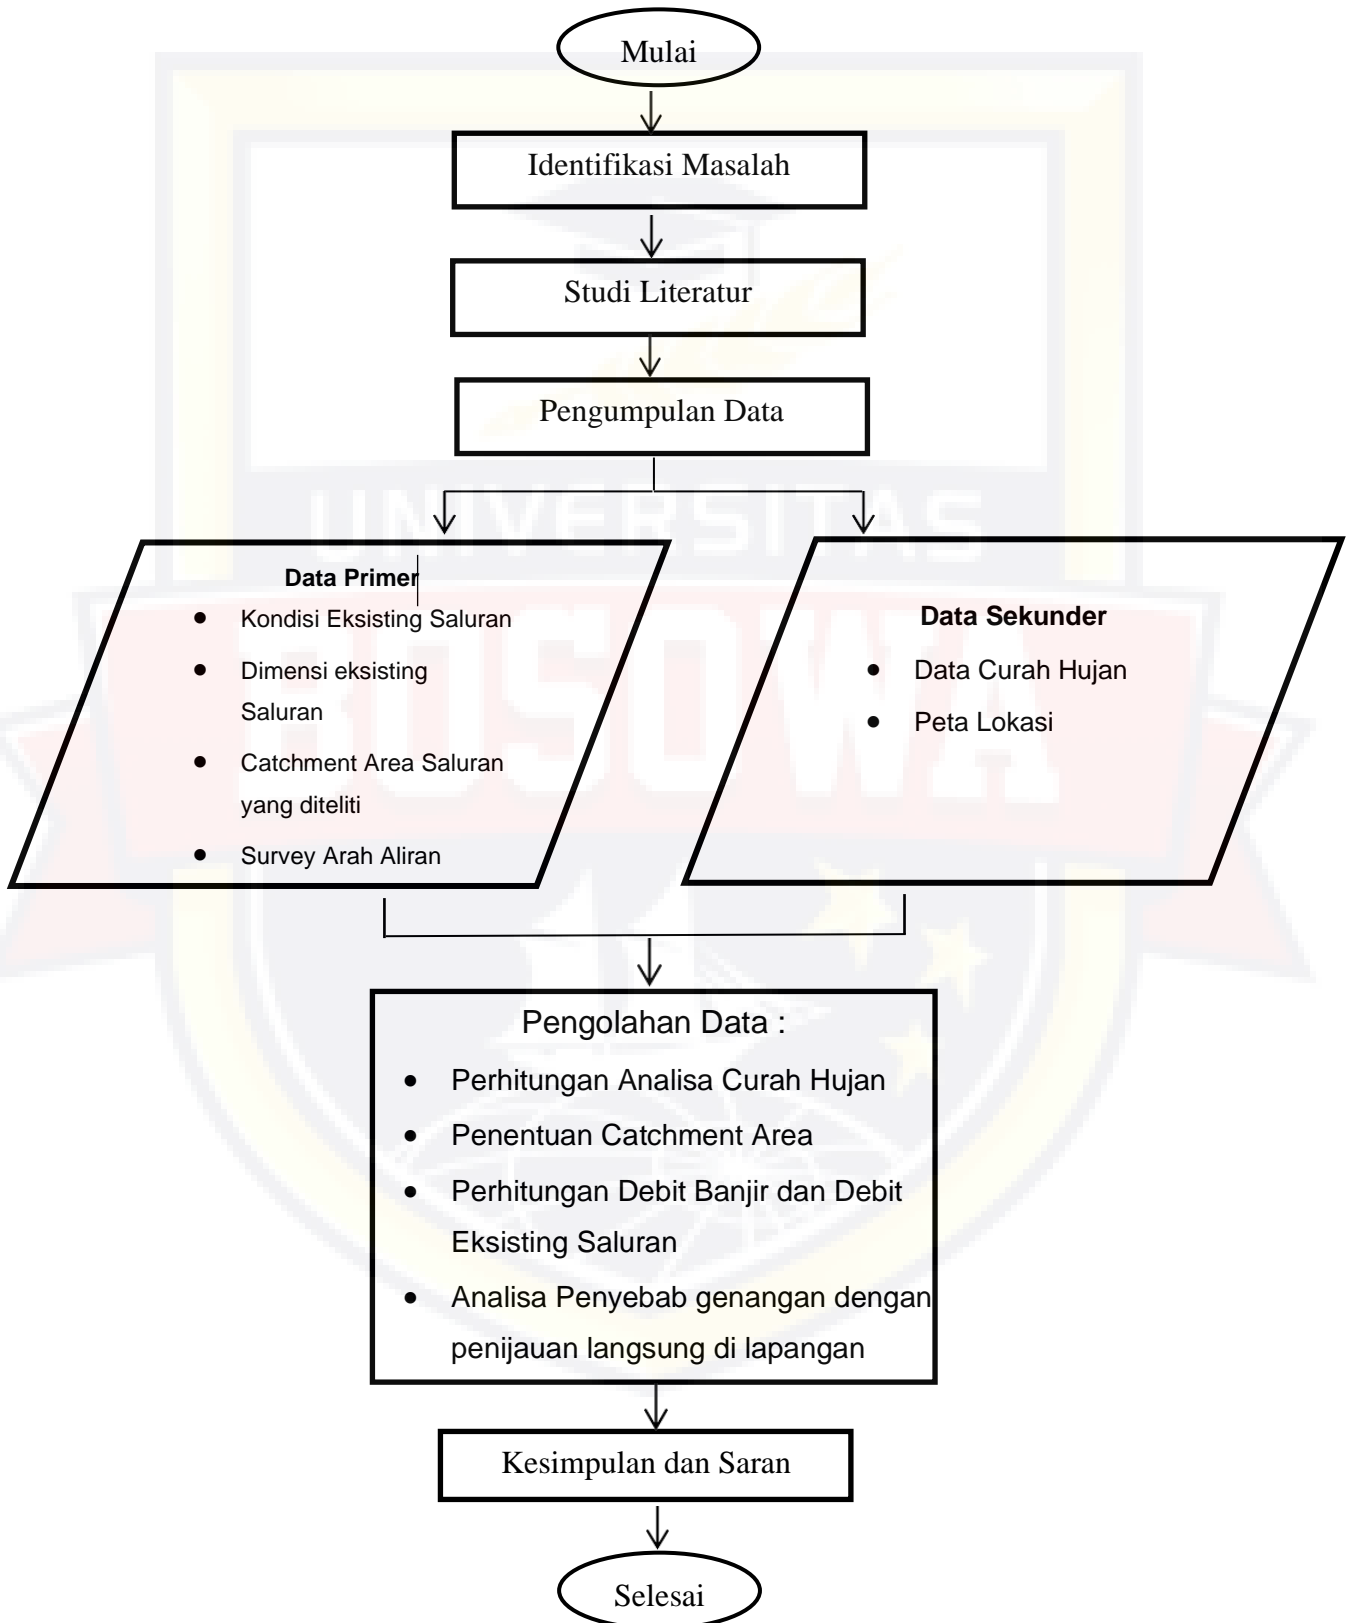 Mulai
Identifikasi Masalah
Studi Literatur
Pengumpulan Data
UNIVERSITAS
BOSOWA
Data Primer
● Kondisi Eksisting Saluran
● Dimensi eksisting
Saluran
● Catchment Area Saluran
yang diteliti
● Survey Arah Aliran
Data Sekunder
● Data Curah Hujan
● Peta Lokasi
Pengolahan Data :
● Perhitungan Analisa Curah Hujan
● Penentuan Catchment Area
● Perhitungan Debit Banjir dan Debit
Eksisting Saluran
● Analisa Penyebab genangan dengan
penijauan langsung di lapangan
Kesimpulan dan Saran
Selesai